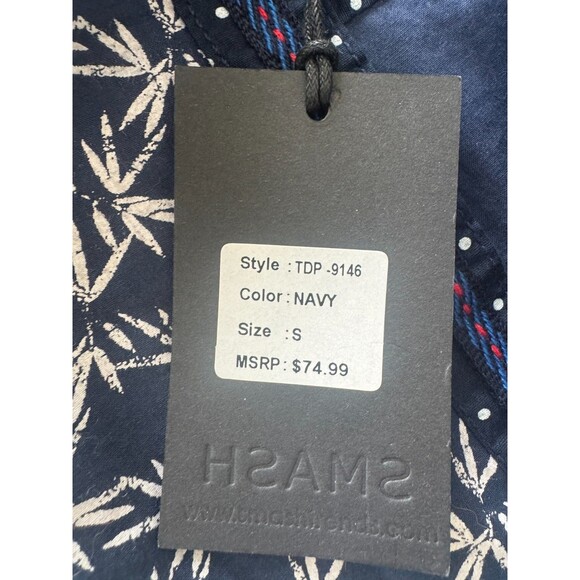 Style : TDP -9146
Color : NAVY
Size : S
MSRP : $74.99
SMASH